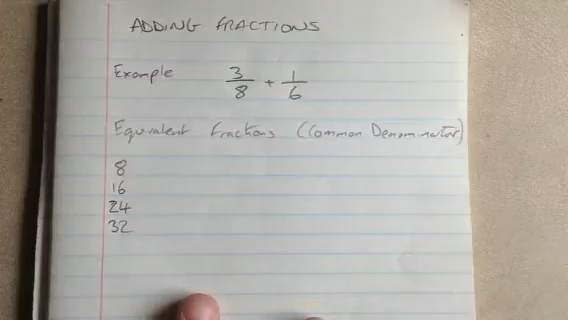 ADDING FRACTIONS
Example 3/8 + 1/6
Equivalent Fractions (Common Denominator)
8
16
24
32